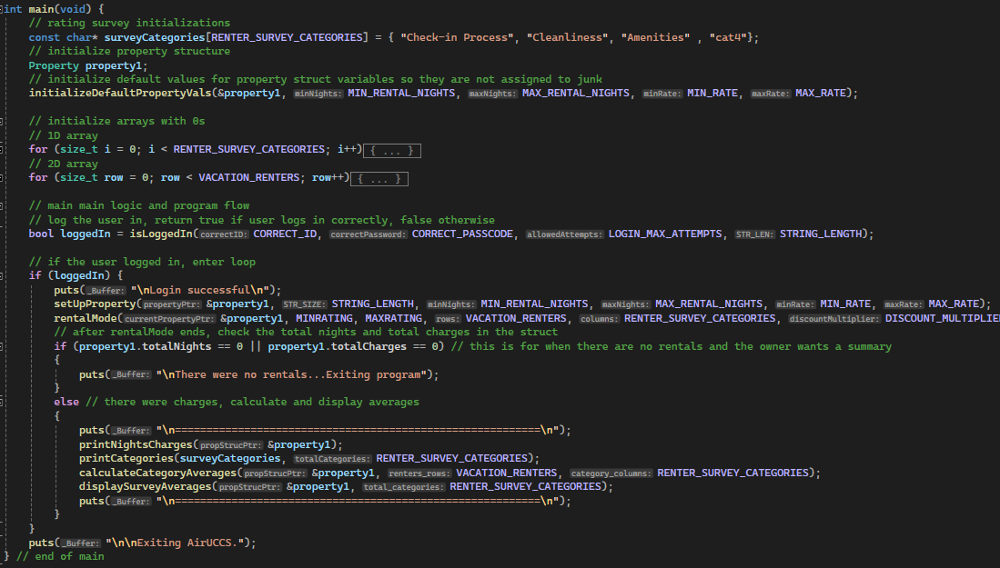 int main(void) {
// rating survey initializations
const char* surveyCategories[RENTER_SURVEY_CATEGORIES] = { "Check-in Process", "Cleanliness", "Amenities" , "cat4"};
// initialize property structure
Property property1;
// initialize default values for property struct variables so they are not assigned to junk
initializeDefaultPropertyVals(&property1, minNights: MIN_RENTAL_NIGHTS, maxNights: MAX_RENTAL_NIGHTS, minRate: MIN_RATE, maxRate: MAX_RATE);
// initialize arrays with 0s
// 1D array
for (size_t i = 0; i < RENTER_SURVEY_CATEGORIES; i++){ ... }
// 2D array
for (size_t row = 0; row < VACATION_RENTERS; row++){ ... }
// main main logic and program flow
// log the user in, return true if user logs in correctly, false otherwise
bool loggedIn = isLoggedIn(correctID: CORRECT_ID, correctPassword: CORRECT_PASSCODE, allowedAttempts: LOGIN_MAX_ATTEMPTS, STR_LEN: STRING_LENGTH);
// if the user logged in, enter loop
if (loggedIn) {
puts(_Buffer: "\nLogin successful\n");
setUpProperty(propertyPtr: &property1, STR_SIZE: STRING_LENGTH, minNights: MIN_RENTAL_NIGHTS, maxNights: MAX_RENTAL_NIGHTS, minRate: MIN_RATE, maxRate: MAX_RATE);
rentalMode(currentPropertyPtr: &property1, MINRATING, MAXRATING, rows: VACATION_RENTERS, columns: RENTER_SURVEY_CATEGORIES, discountMultiplier: DISCOUNT_MULTIPLIE
// after rentalMode ends, check the total nights and total charges in the struct
if (property1.totalNights == 0 || property1.totalCharges == 0) // this is for when there are no rentals and the owner wants a summary
{
puts(_Buffer: "\nThere were no rentals...Exiting program");
}
else // there were charges, calculate and display averages
{
puts(_Buffer: "\n==========================================================\n");
printNightsCharges(propStrucPtr: &property1);
printCategories(surveyCategories, totalCategories: RENTER_SURVEY_CATEGORIES);
calculateCategoryAverages(propStrucPtr: &property1, renters_rows: VACATION_RENTERS, category_columns: RENTER_SURVEY_CATEGORIES);
displaySurveyAverages(propStrucPtr: &property1, total_categories: RENTER_SURVEY_CATEGORIES);
puts(_Buffer: "\n==========================================================\n");
}
}
puts(_Buffer: "\n\nExiting AirUCCS.");
} // end of main